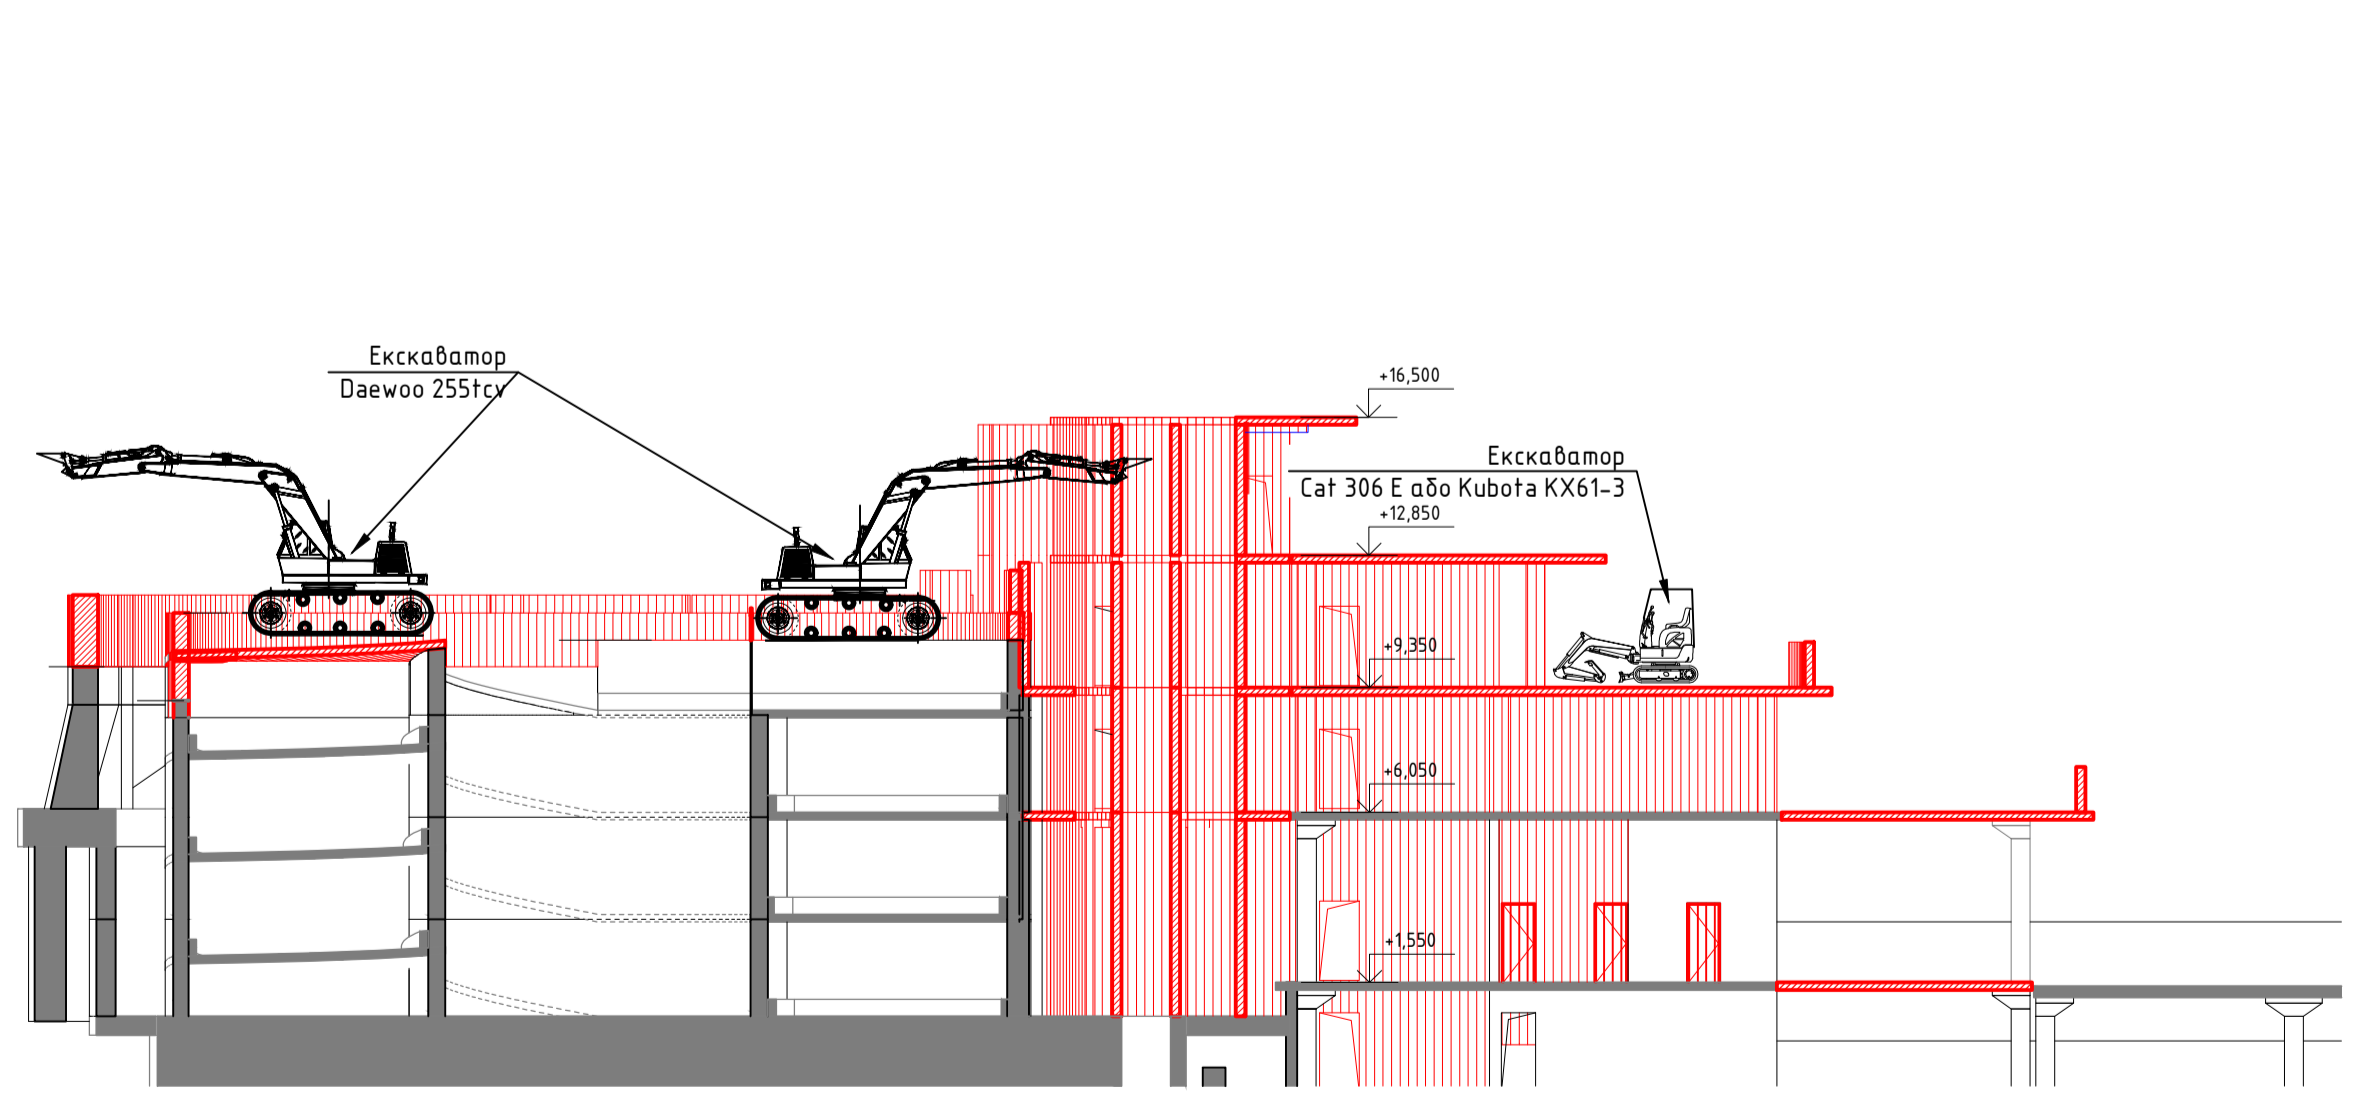 Екскаватор
Daewoo 255tcv
+16,500
Екскаватор
Cat 306 E або Kubota KX61-3
+12,850
+9,350
+6,050
+1,550